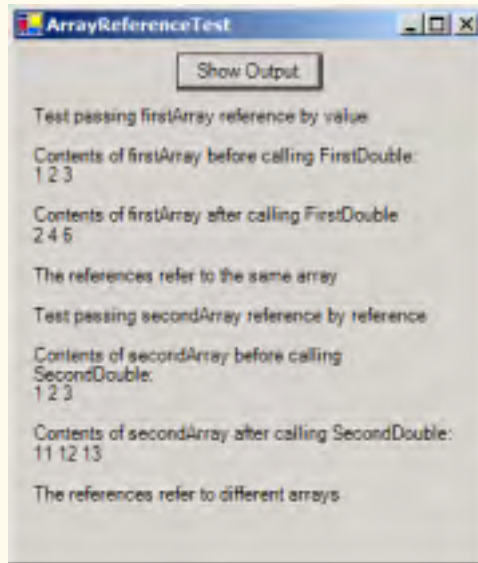 ArrayReferenceTest
Show Output
Test passing firstArray reference by value
Contents of firstArray before calling FirstDouble:
1 2 3
Contents of firstArray after calling FirstDouble
2 4 6
The references refer to the same array
Test passing secondArray reference by reference
Contents of secondArray before calling
SecondDouble:
1 2 3
Contents of secondArray after calling SecondDouble:
11 12 13
The references refer to different arrays